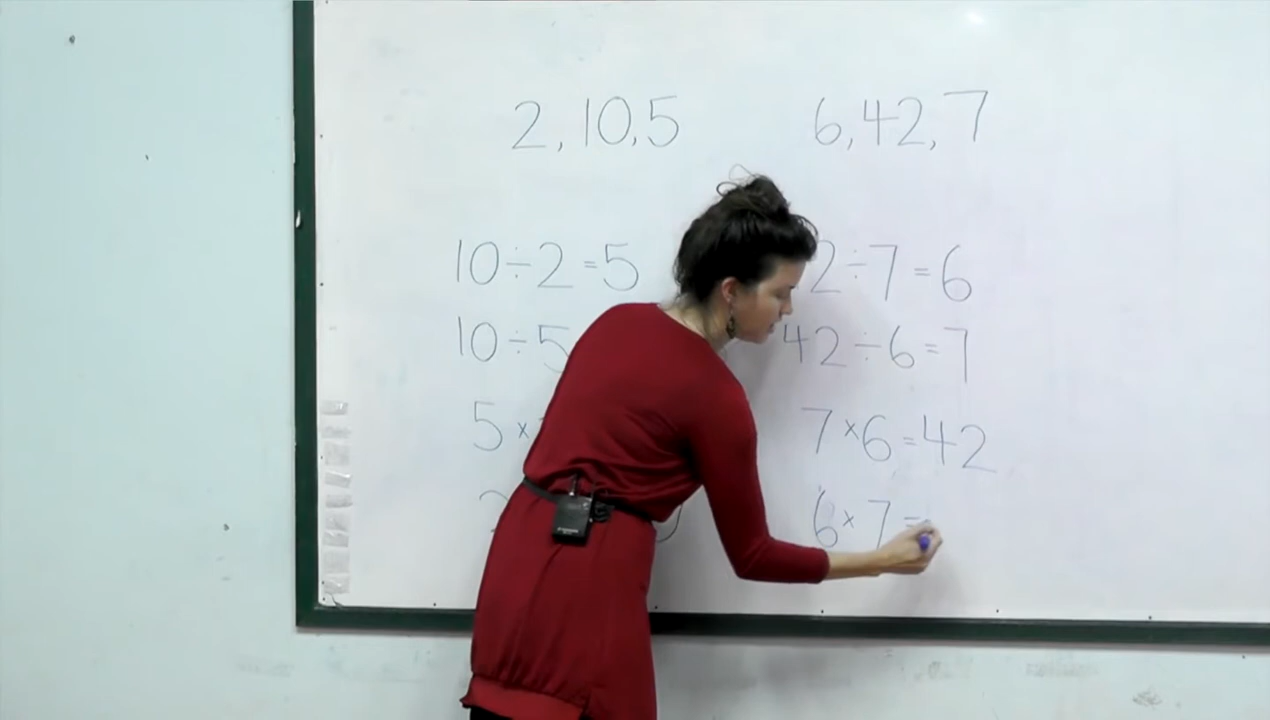 2, 10, 5
6, 42, 7
10 ÷ 2 = 5
10 ÷ 5
5 ×
2
2 ÷ 7 = 6
42 ÷ 6 = 7
7 × 6 = 42
6 × 7 =